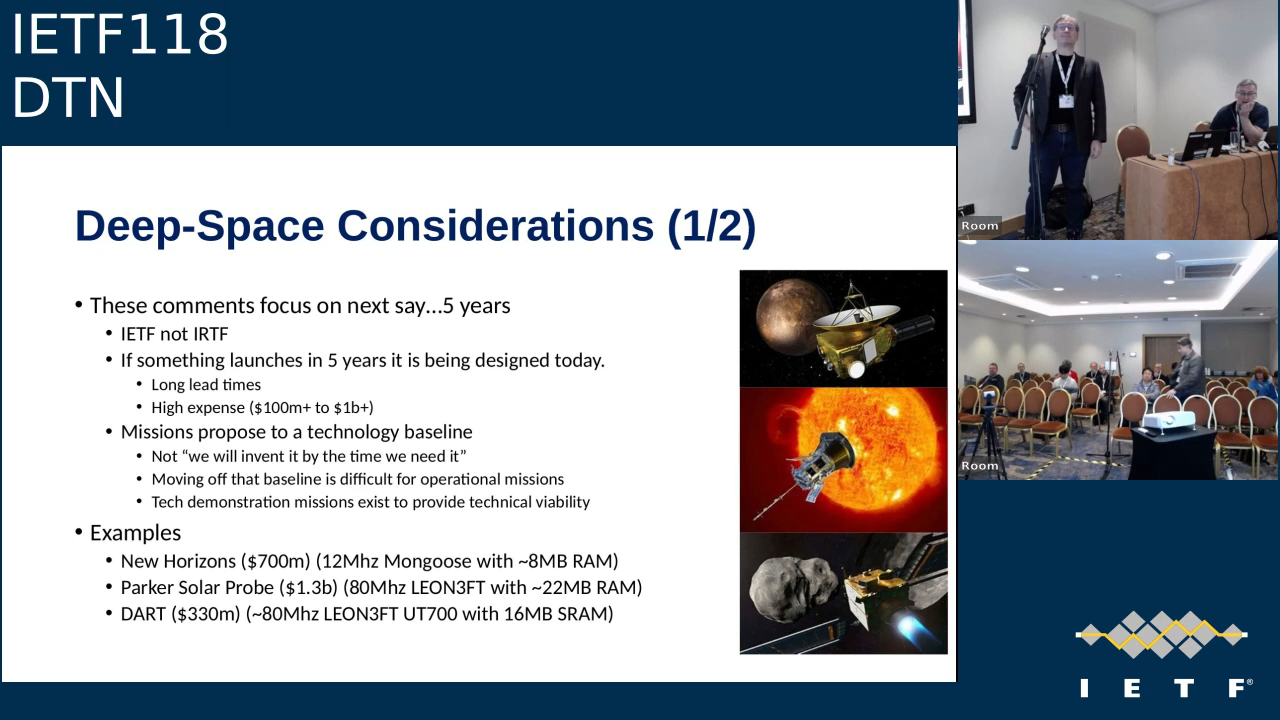 IETF118
DTN
Deep-Space Considerations (1/2)
• These comments focus on next say…5 years
• IETF not IRTF
• If something launches in 5 years it is being designed today.
• Long lead times
• High expense ($100m+ to $1b+)
• Missions propose to a technology baseline
• Not “we will invent it by the time we need it”
• Moving off that baseline is difficult for operational missions
• Tech demonstration missions exist to provide technical viability
• Examples
• New Horizons ($700m) (12Mhz Mongoose with ~8MB RAM)
• Parker Solar Probe ($1.3b) (80Mhz LEON3FT with ~22MB RAM)
• DART ($330m) (~80Mhz LEON3FT UT700 with 16MB SRAM)
Room
Room
I E T F®